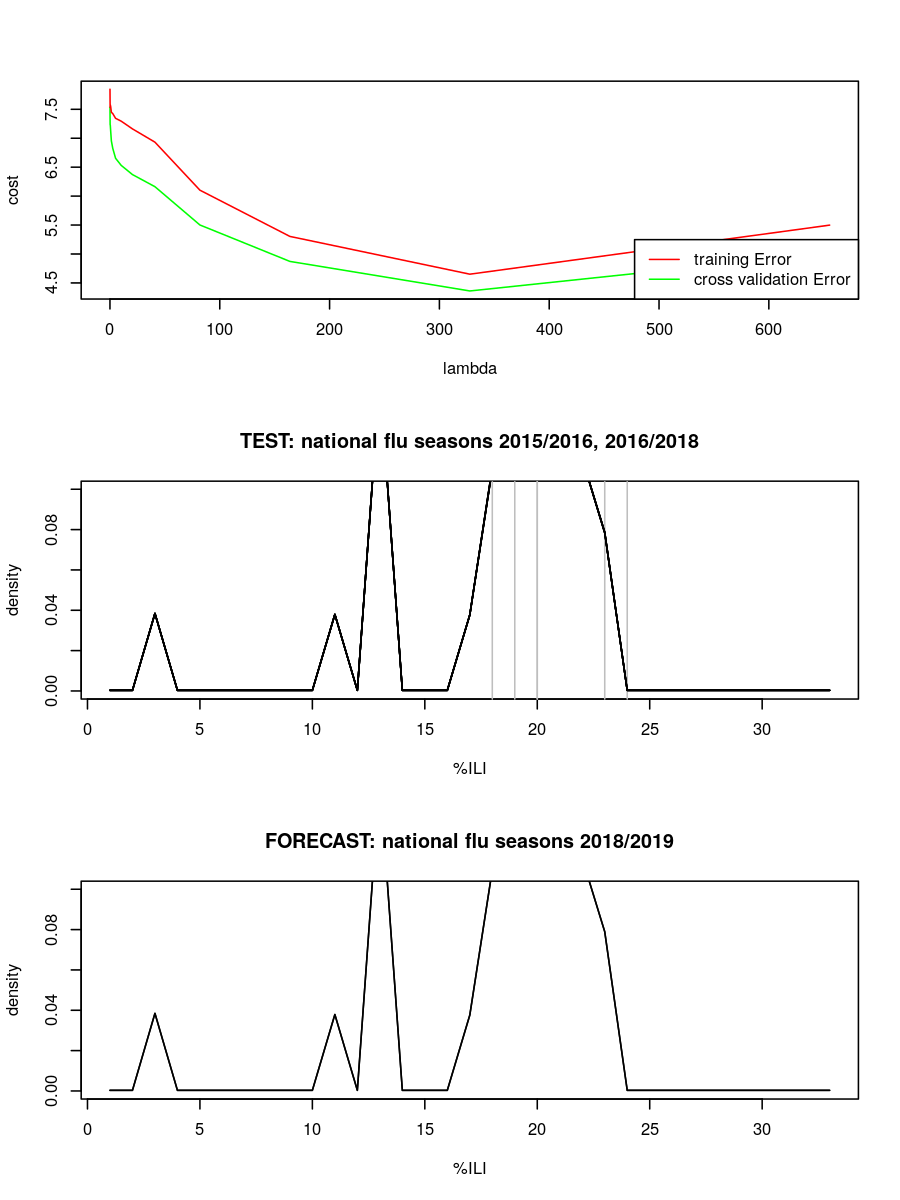 cost
7.5
6.5
5.5
4.5
training Error
cross validation Error
0 100 200 300 400 500 600
lambda
TEST: national flu seasons 2015/2016, 2016/2018
density
0.08
0.04
0.00
0 5 10 15 20 25 30
%ILI
FORECAST: national flu seasons 2018/2019
density
0.08
0.04
0.00
0 5 10 15 20 25 30
%ILI